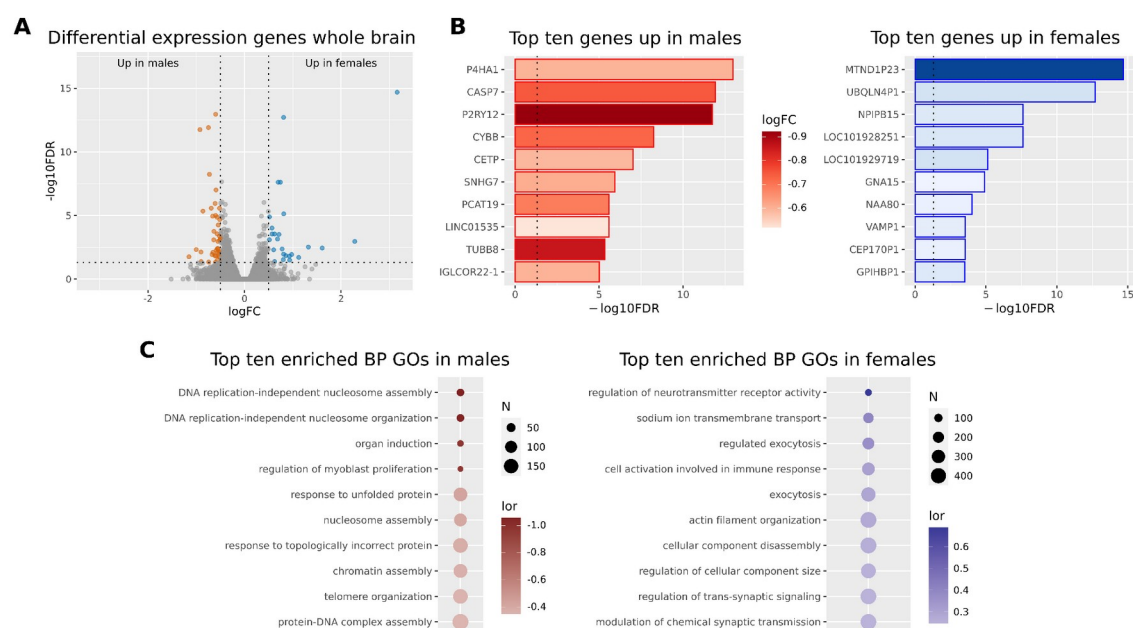 A
Differential expression genes whole brain
Up in males
Up in females
15
10
5
0
-log10FDR
-2
0
2
logFC
B
Top ten genes up in males
P4HA1
CASP7
P2RY12
CYBB
CETP
SNHG7
PCAT19
LINC01535
TUBB8
IGLCOR22-1
0
5
10
−log10FDR
logFC
-0.9
-0.8
-0.7
-0.6
Top ten genes up in females
MTND1P23
UBQLN4P1
NPIPB15
LOC101928251
LOC101929719
GNA15
NAA80
VAMP1
CEP170P1
GPIHBP1
0
5
10
15
−log10FDR
C
Top ten enriched BP GOs in males
DNA replication-independent nucleosome assembly
DNA replication-independent nucleosome organization
organ induction
regulation of myoblast proliferation
response to unfolded protein
nucleosome assembly
response to topologically incorrect protein
chromatin assembly
telomere organization
protein-DNA complex assembly
N
50
100
150
lor
-1.0
-0.8
-0.6
-0.4
Top ten enriched BP GOs in females
regulation of neurotransmitter receptor activity
sodium ion transmembrane transport
regulated exocytosis
cell activation involved in immune response
exocytosis
actin filament organization
cellular component disassembly
regulation of cellular component size
regulation of trans-synaptic signaling
modulation of chemical synaptic transmission
N
100
200
300
400
lor
0.6
0.5
0.4
0.3